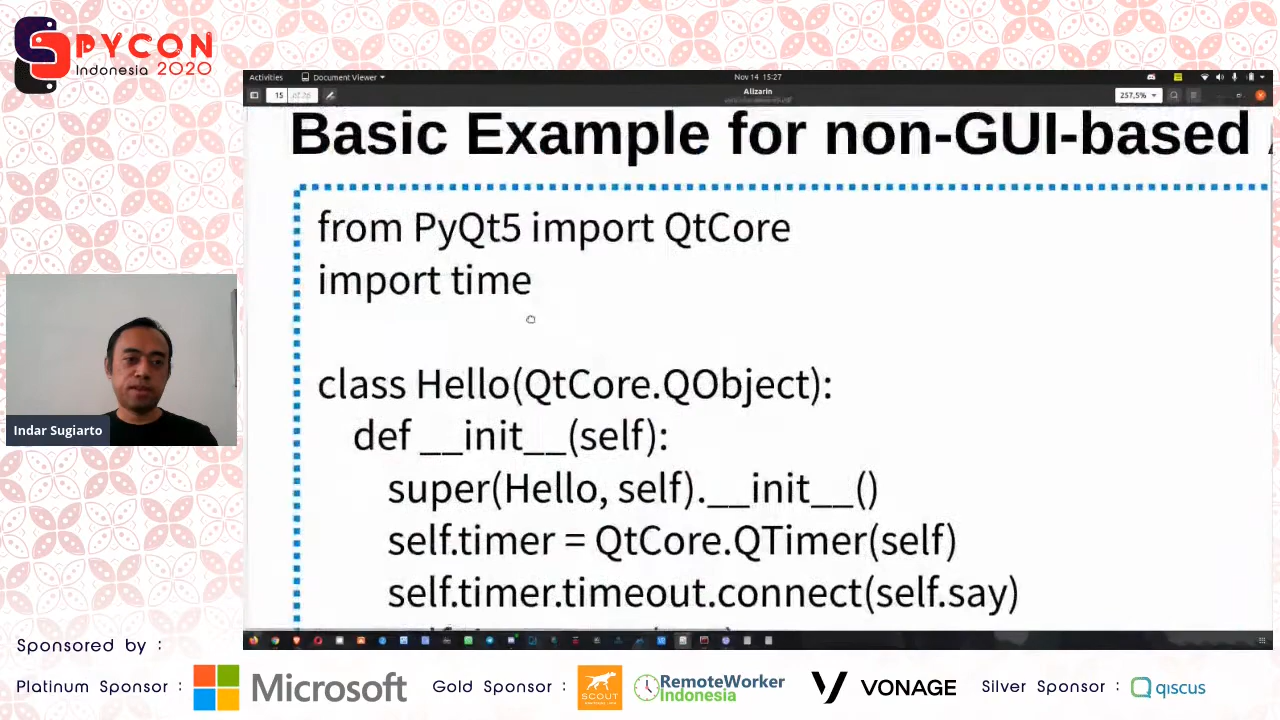 PYCON
Indonesia 2020
Activities
Document Viewer
Nov 14 15:27
15
Alizarin
257,5%
Basic Example for non-GUI-based
from PyQt5 import QtCore
import time
class Hello(QtCore.QObject):
def __init__(self):
super(Hello, self).__init__()
self.timer = QtCore.QTimer(self)
self.timer.timeout.connect(self.say)
Indar Sugiarto
Sponsored by :
Platinum Sponsor :
Microsoft
Gold Sponsor :
SCOUT
RemoteWorker
Indonesia
VONAGE
Silver Sponsor :
qiscus